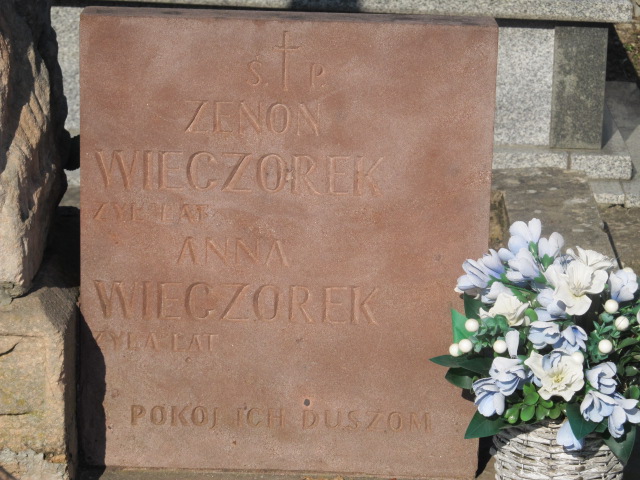 Ś. P.
ZENON
WIECZOREK
ŻYŁ LAT
ANNA
WIECZOREK
ŻYŁA LAT
POKÓJ ICH DUSZOM